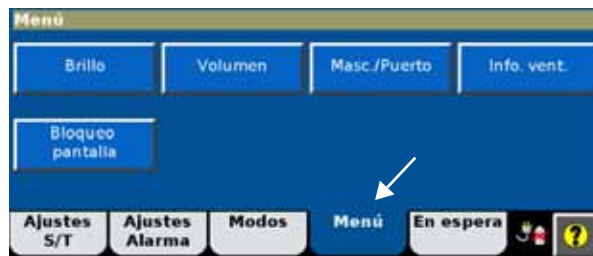 Menú
Brillo Volumen Masc./Puerto Info. vent.
Bloqueo
pantalla
Ajustes Ajustes Modos Menú En espera
S/T Alarma
?